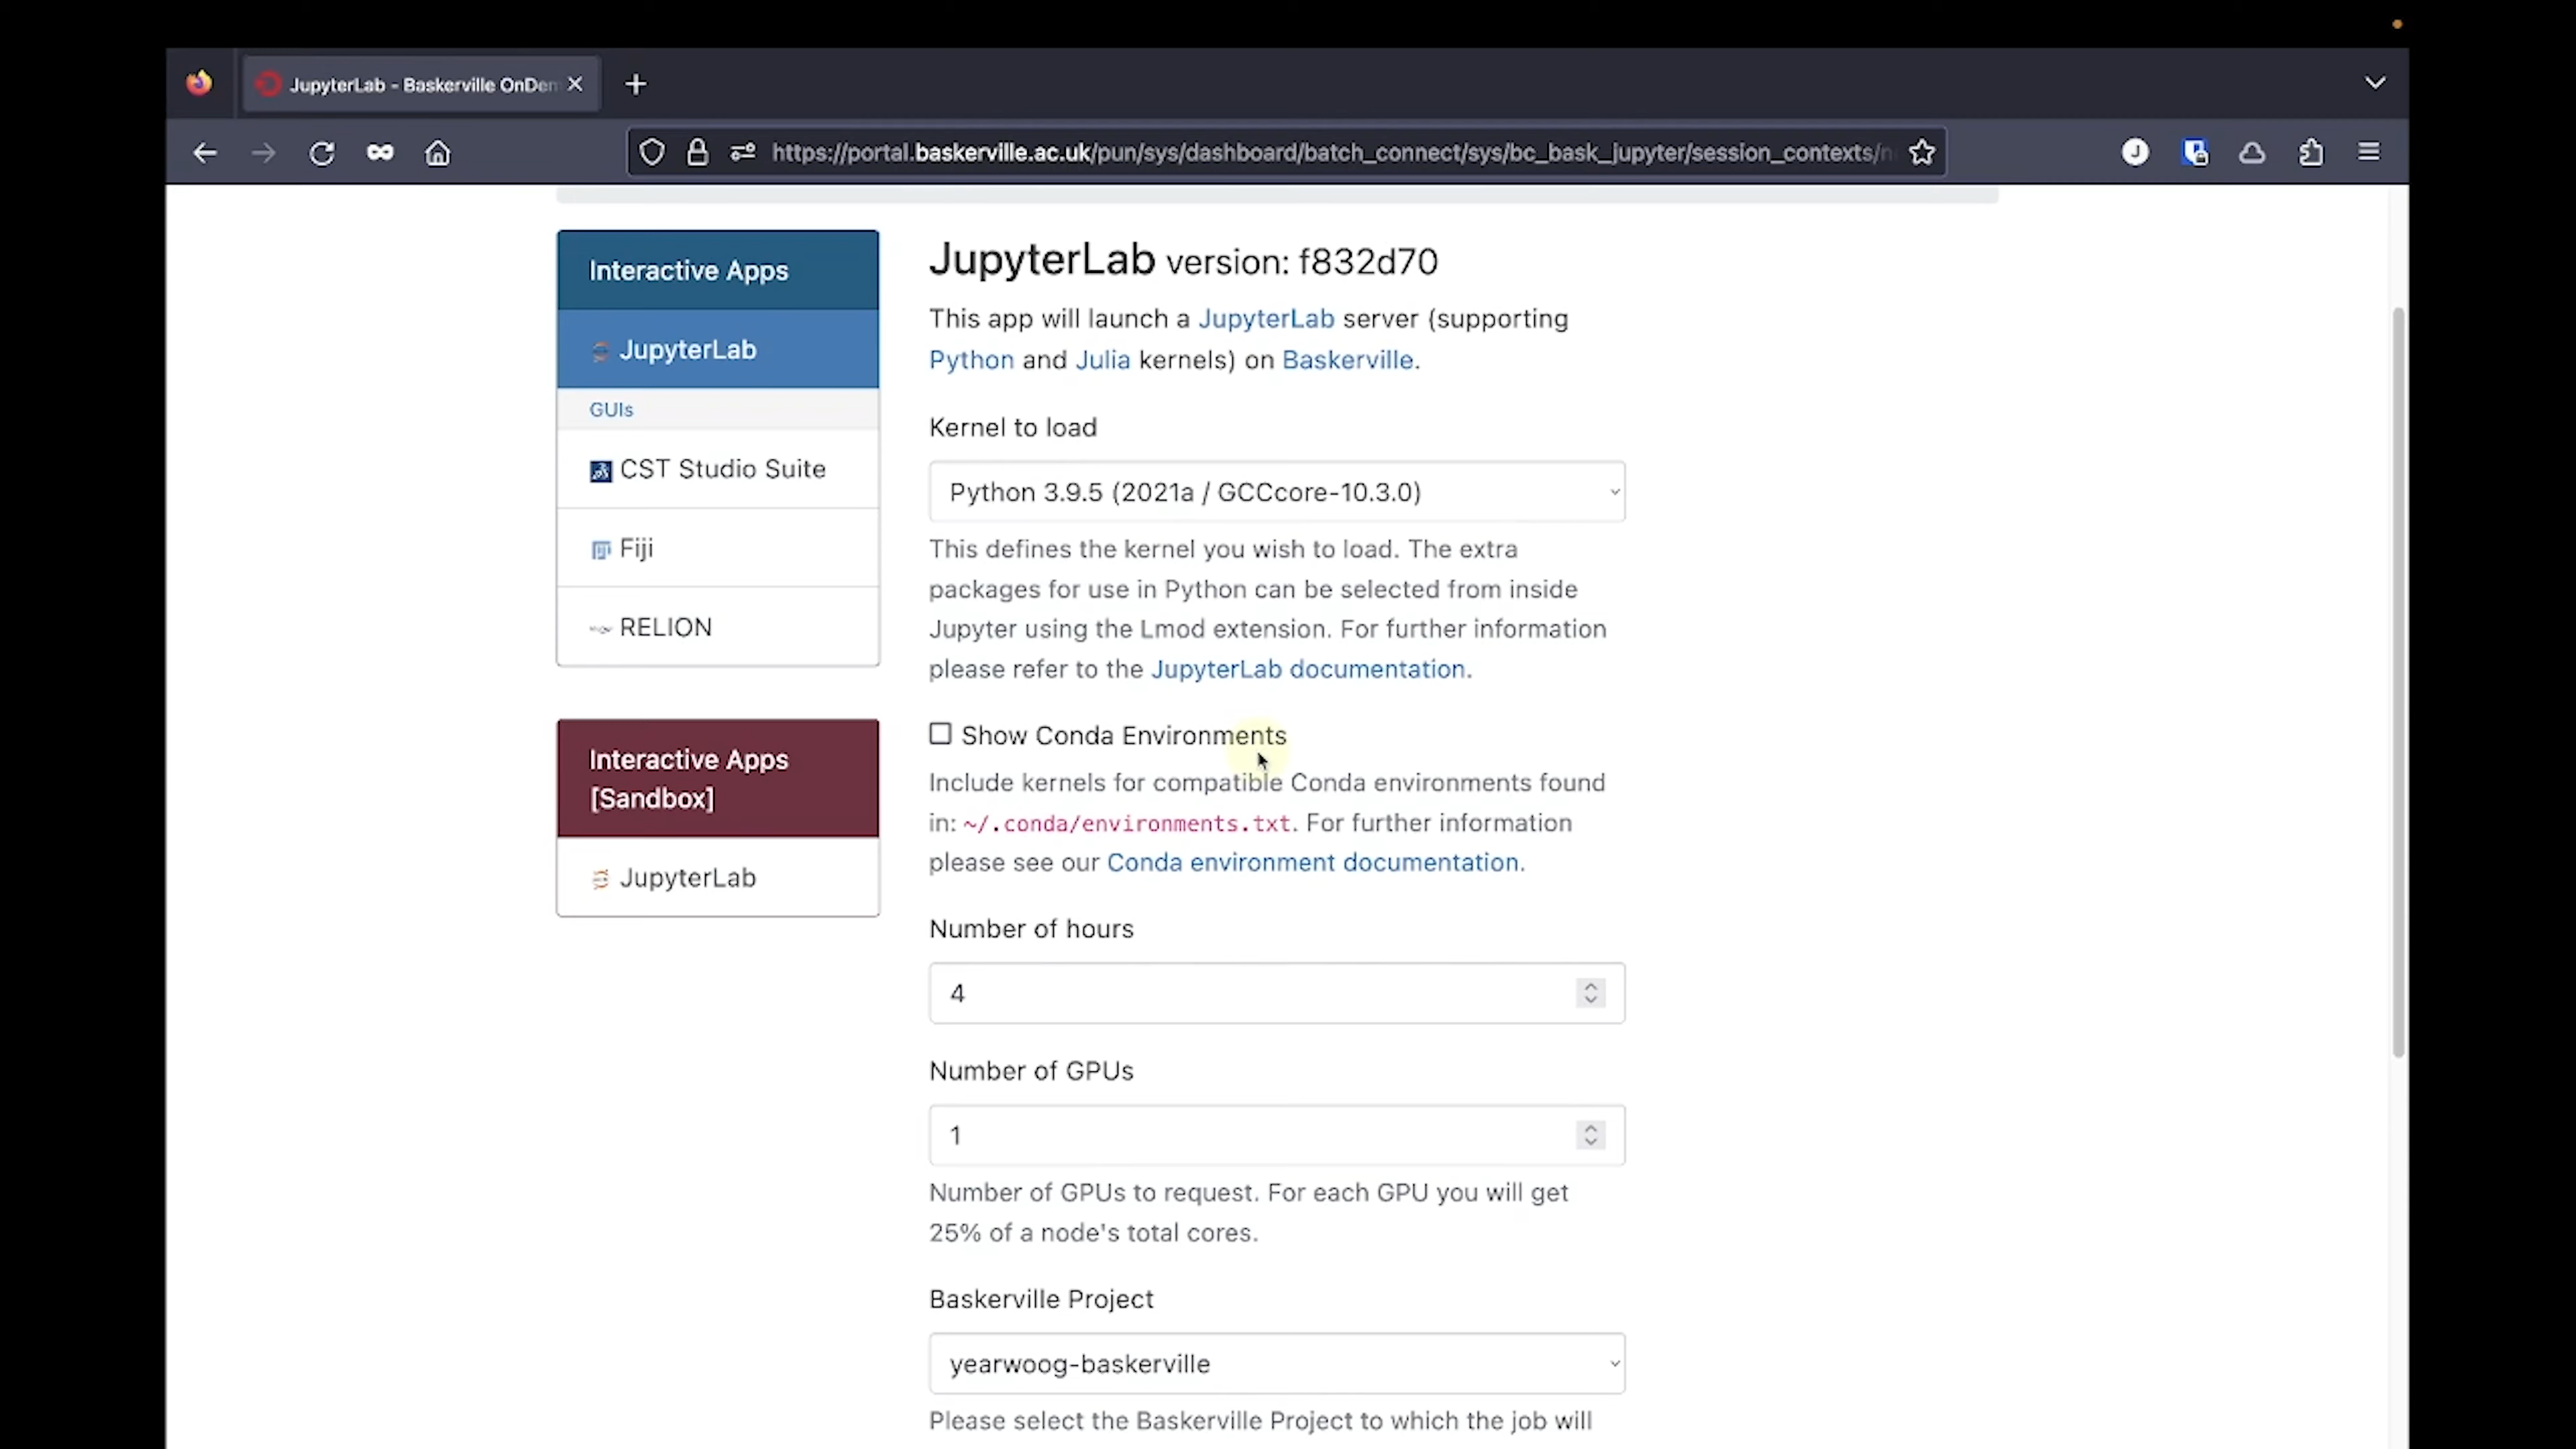 JupyterLab - Baskerville OnDem
https://portal.baskerville.ac.uk/pun/sys/dashboard/batch_connect/sys/bc_bask_jupyter/session_contexts/n
J
Interactive Apps
JupyterLab
GUIs
CST Studio Suite
Fiji
RELION
Interactive Apps
[Sandbox]
JupyterLab
JupyterLab version: f832d70
This app will launch a JupyterLab server (supporting
Python and Julia kernels) on Baskerville.
Kernel to load
Python 3.9.5 (2021a / GCCcore-10.3.0)
This defines the kernel you wish to load. The extra
packages for use in Python can be selected from inside
Jupyter using the Lmod extension. For further information
please refer to the JupyterLab documentation.
Show Conda Environments
Include kernels for compatible Conda environments found
in: ~/.conda/environments.txt. For further information
please see our Conda environment documentation.
Number of hours
4
Number of GPUs
1
Number of GPUs to request. For each GPU you will get
25% of a node's total cores.
Baskerville Project
yearwoog-baskerville
Please select the Baskerville Project to which the job will